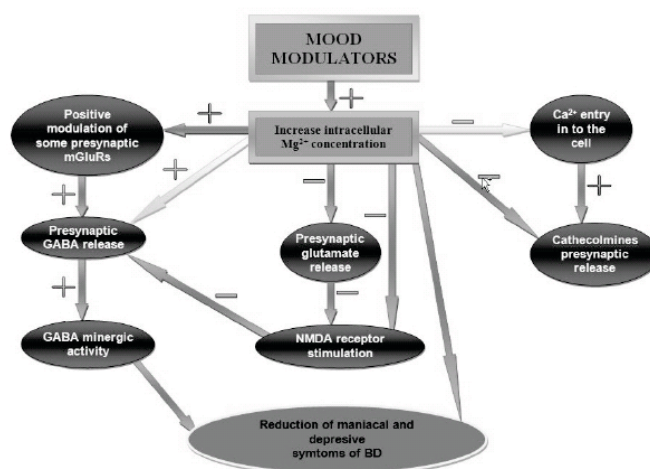 MOOD
MODULATORS
+
Positive
modulation of
some presynaptic
mGluRs
+
Increase intracellular
Mg²⁺ concentration
−
Ca²⁺ entry
in to the
cell
+
+
−
−
−
+
Presynaptic
GABA release
Presynaptic
glutamate
release
Cathecolmines
presynaptic
release
+
−
−
GABA minergic
activity
NMDA receptor
stimulation
Reduction of maniacal and
depresive
symtoms of BD